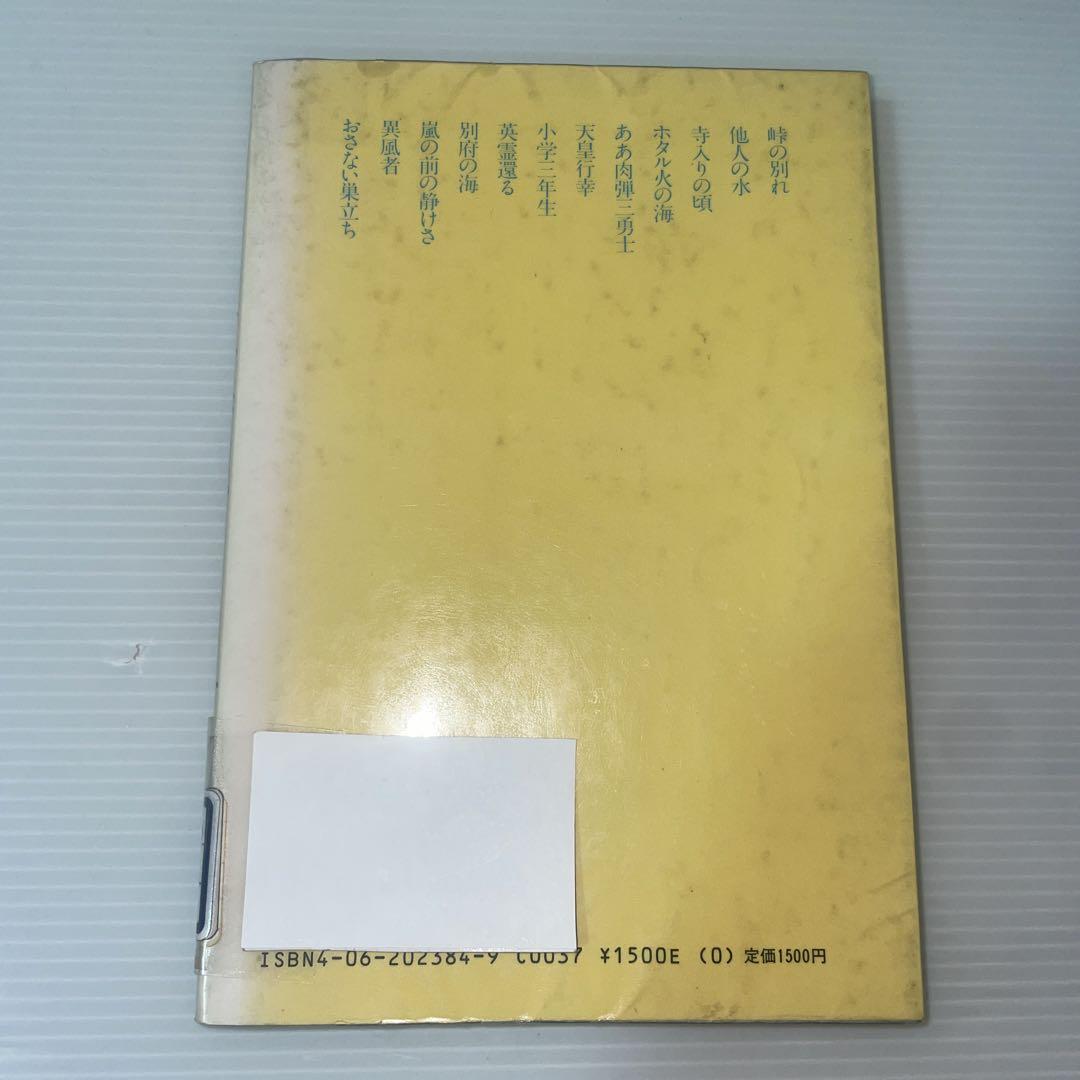 峠の別れ
他人の水
寺入りの頃
ホタル火の海
ああ肉弾三勇士
天皇行幸
小学三年生
英霊還る
別府の海
嵐の前の静けさ
異風者
おさない巣立ち
ISBN4-06-202384-9 C0037 ¥1500E (0) 定価1500円